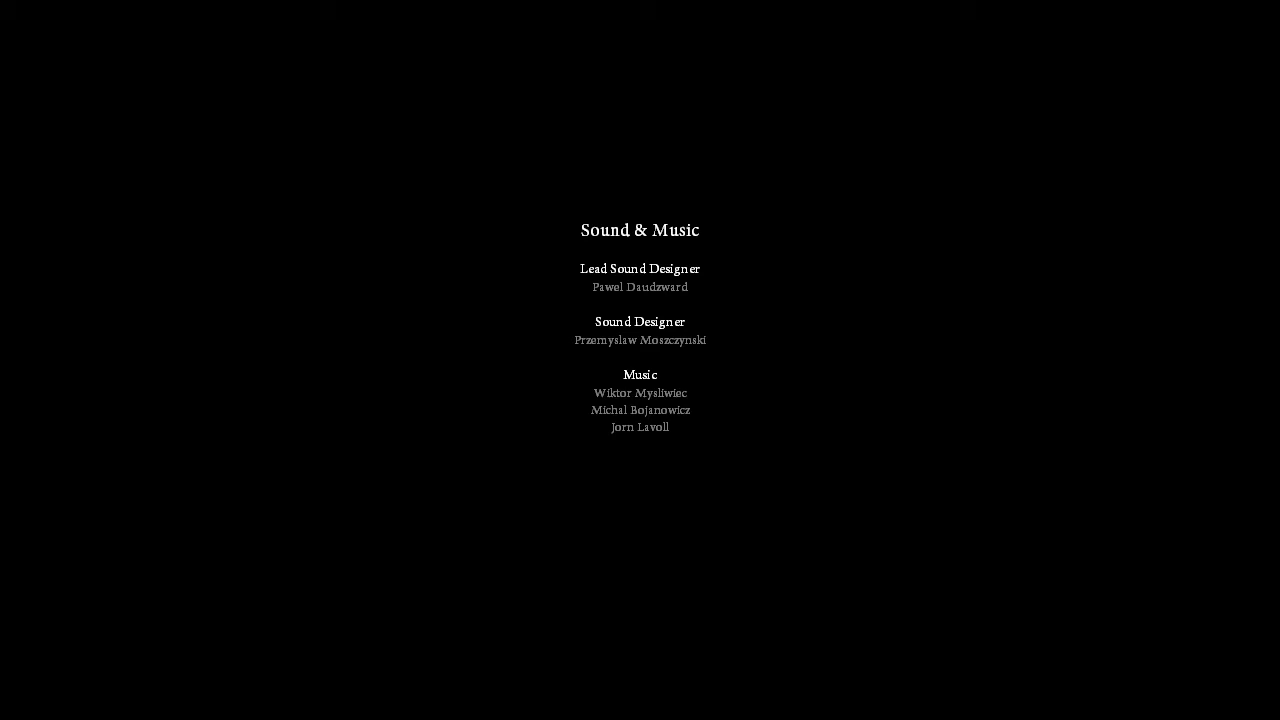 Sound & Music
Lead Sound Designer
Pawel Daudzward
Sound Designer
Przemyslaw Moszczynski
Music
Wiktor Mysliwiec
Michal Bojanowicz
Jorn Lavoll